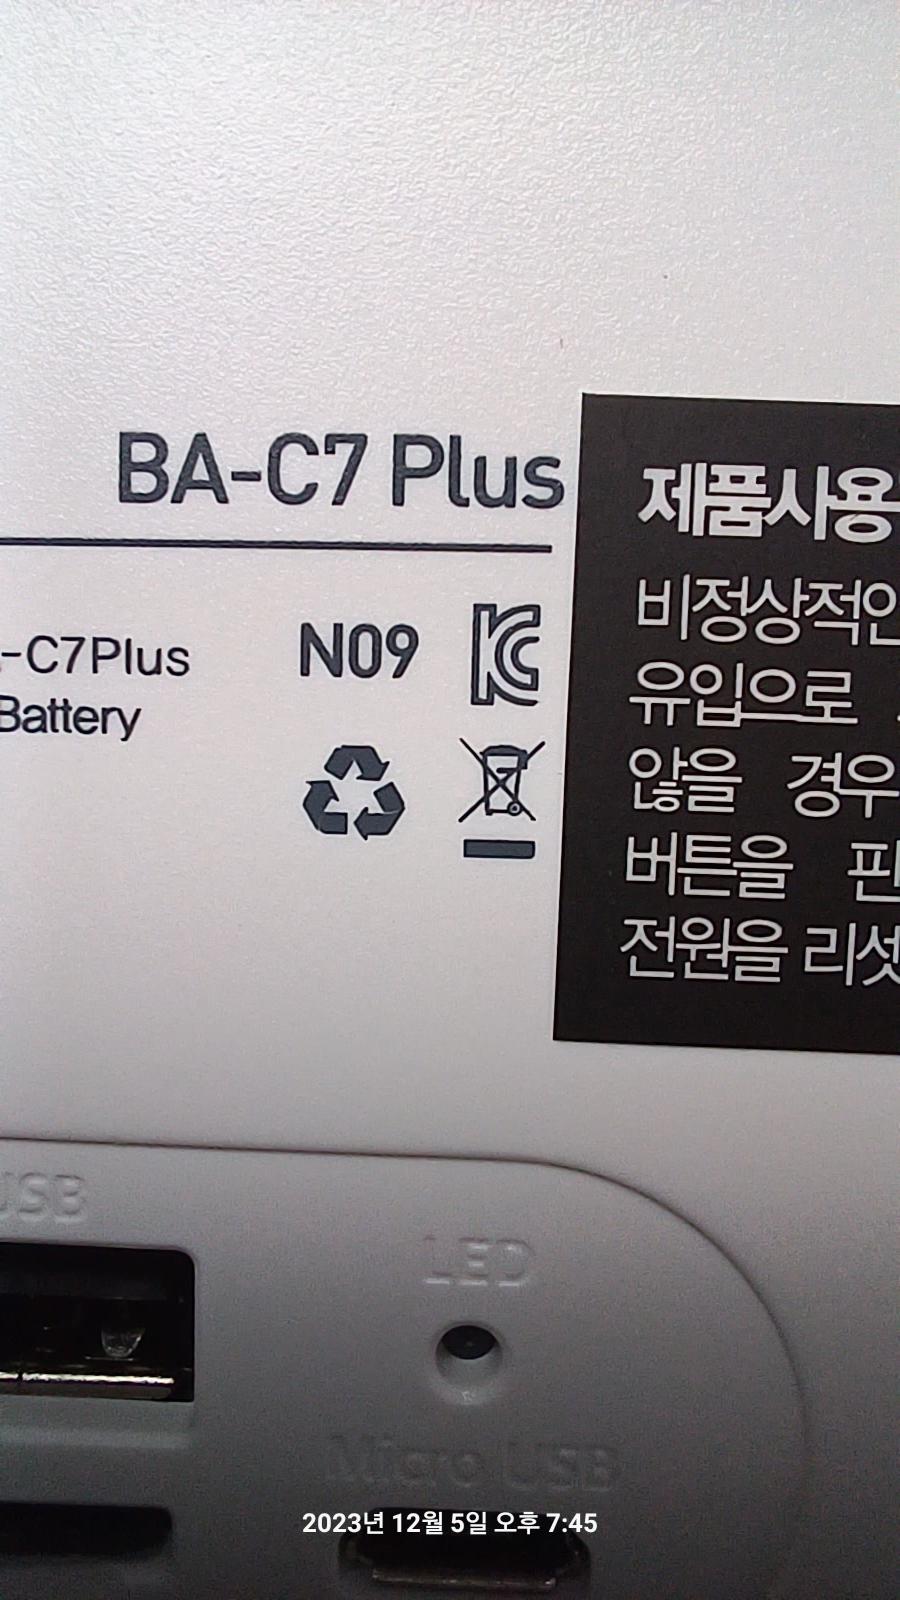 BA-C7 Plus
-C7Plus
Battery
N09
제품사용
비정상적인
유입으로
않을 경우
버튼을
전원을 리셋
USB
LED
Micro USB
2023년 12월 5일 오후 7:45